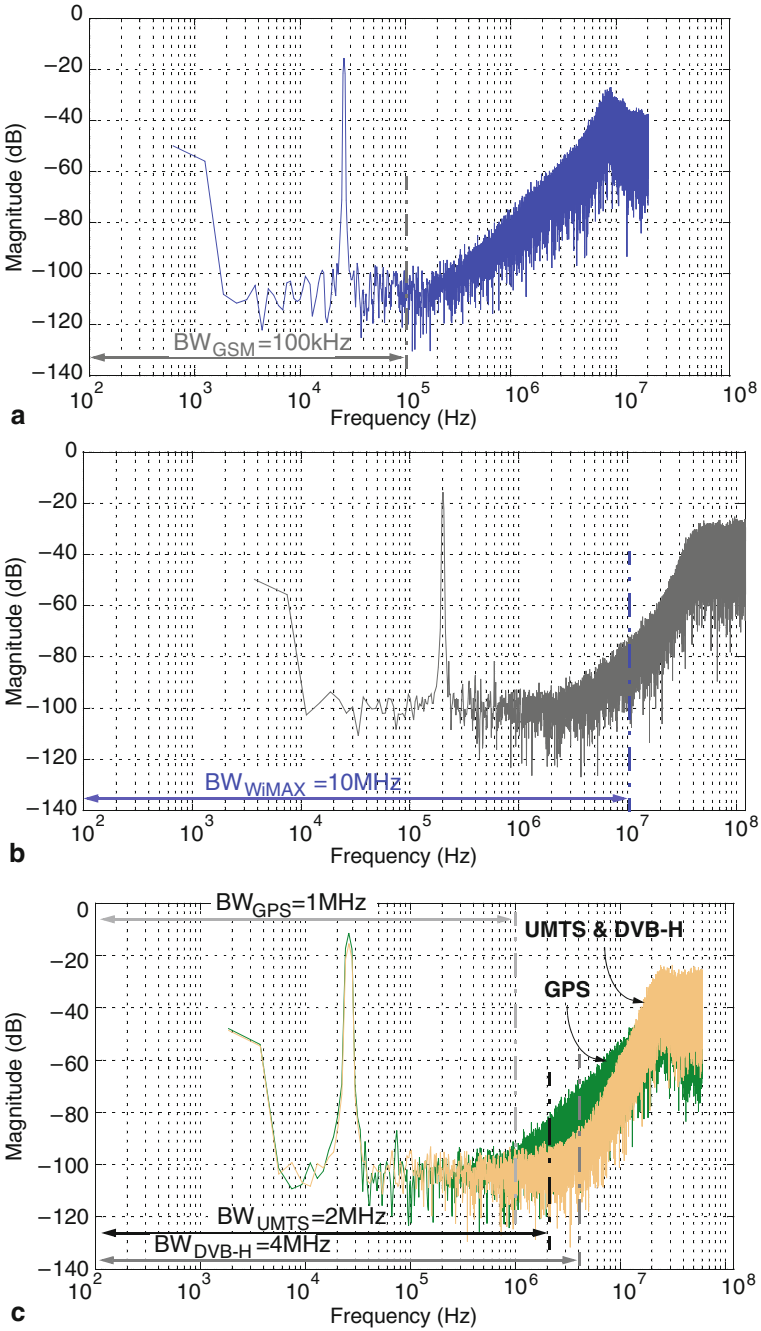 0
−20
−40
−60
−80
−100
−120
−140
Magnitude (dB)
BW_GSM=100kHz
10^2 10^3 10^4 10^5 10^6 10^7 10^8
Frequency (Hz)
a
0
−20
−40
−60
−80
−100
−120
−140
Magnitude (dB)
BW_WiMAX =10MHz
10^2 10^3 10^4 10^5 10^6 10^7 10^8
Frequency (Hz)
b
0
−20
−40
−60
−80
−100
−120
−140
Magnitude (dB)
BW_GPS=1MHz
UMTS & DVB-H
GPS
BW_UMTS=2MHz
BW_DVB-H=4MHz
10^2 10^3 10^4 10^5 10^6 10^7 10^8
Frequency (Hz)
c